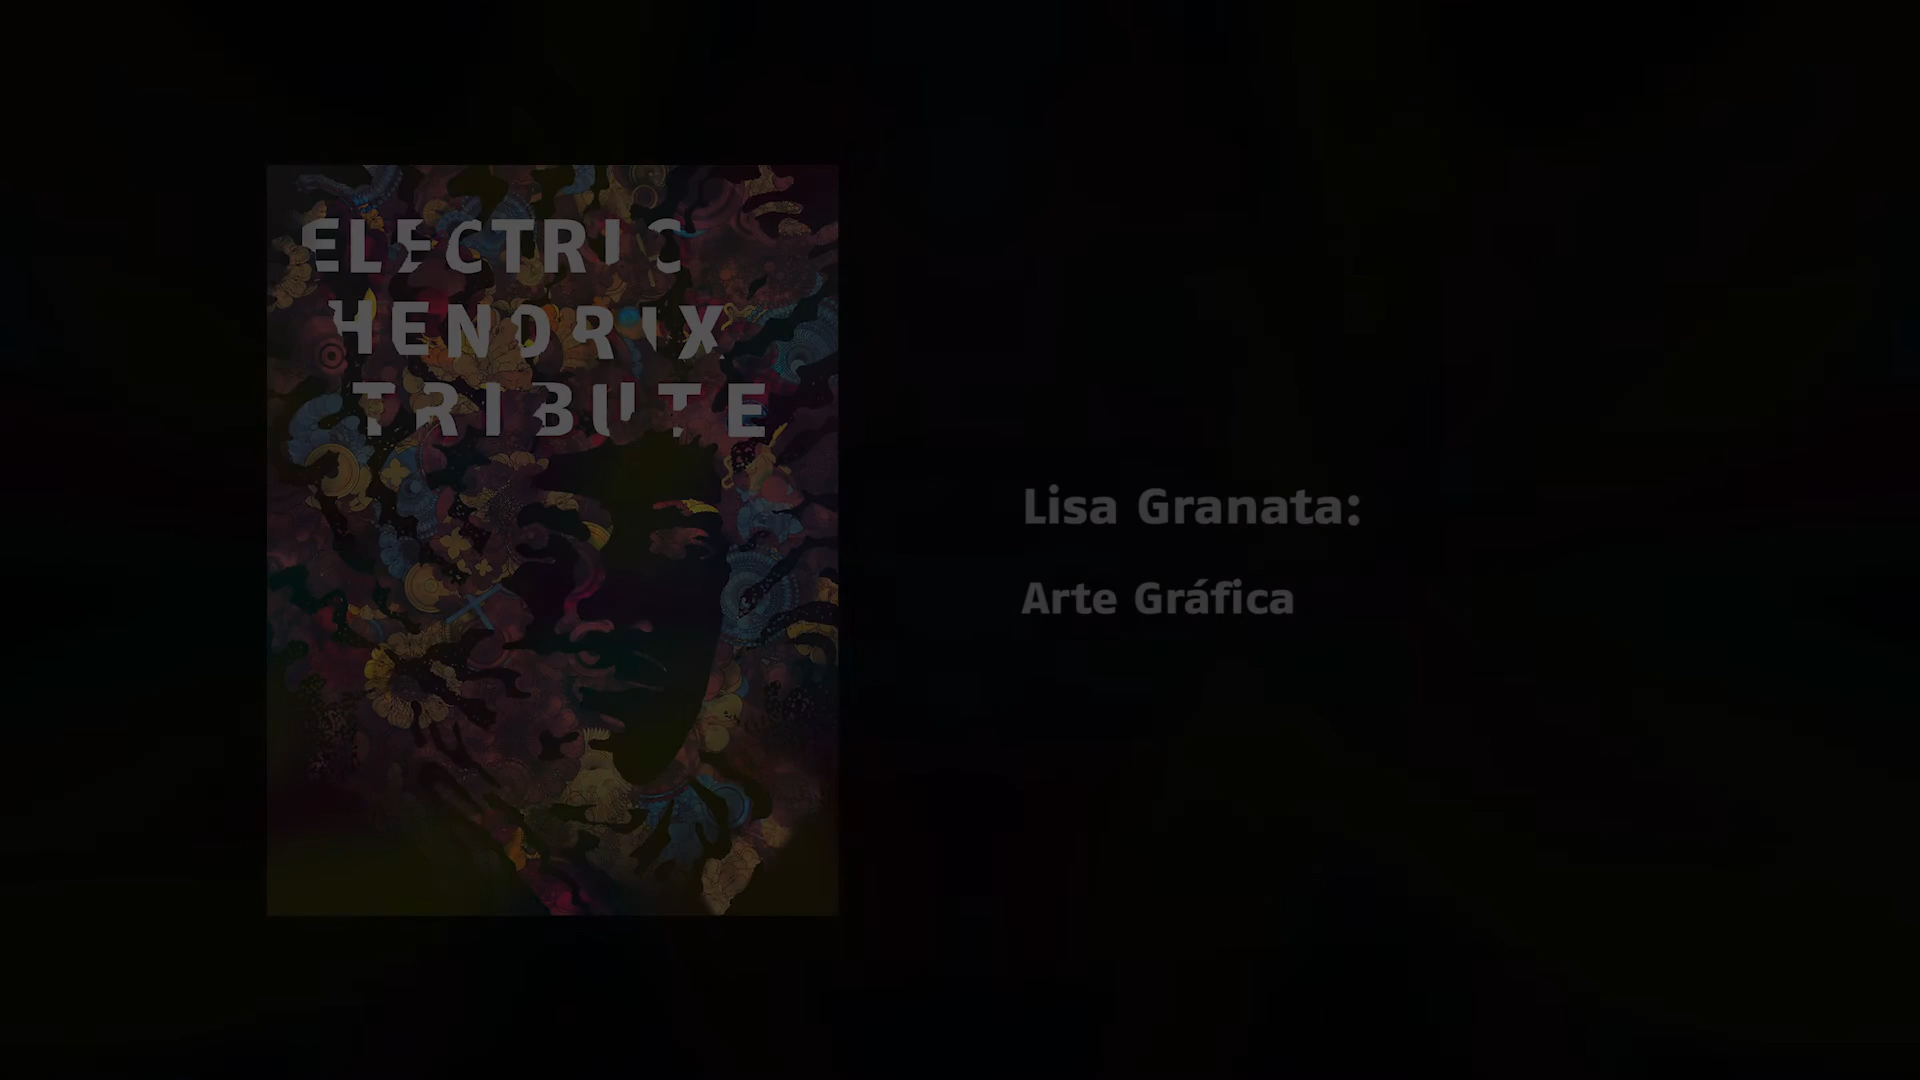 ELECTRIC
HENDRIX
TRIBUTE
Lisa Granata:
Arte Gráfica